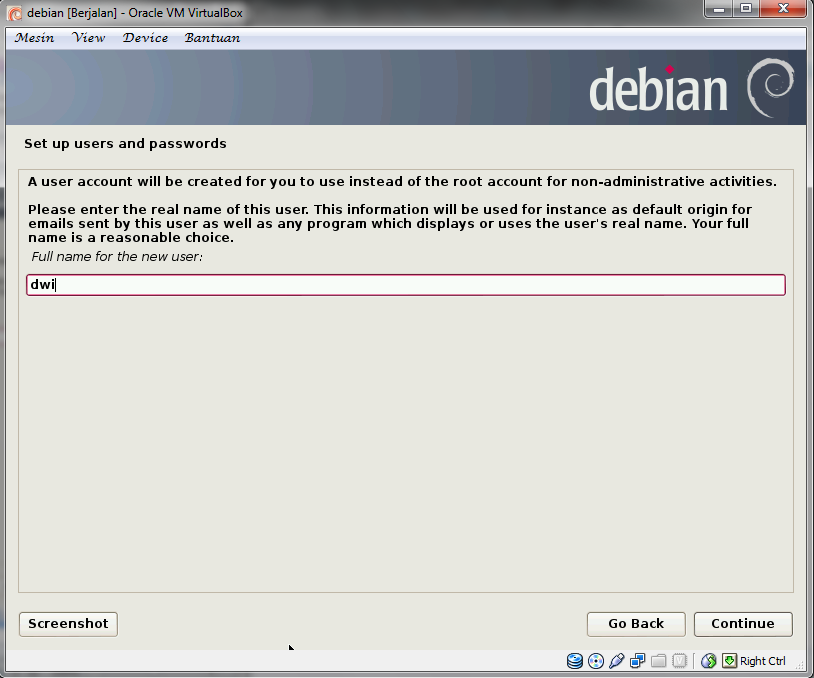 debian [Berjalan] - Oracle VM VirtualBox
Mesin View Device Bantuan
debian
Set up users and passwords
A user account will be created for you to use instead of the root account for non-administrative activities.
Please enter the real name of this user. This information will be used for instance as default origin for
emails sent by this user as well as any program which displays or uses the user's real name. Your full
name is a reasonable choice.
Full name for the new user:
dwi
Screenshot Go Back Continue
Right Ctrl